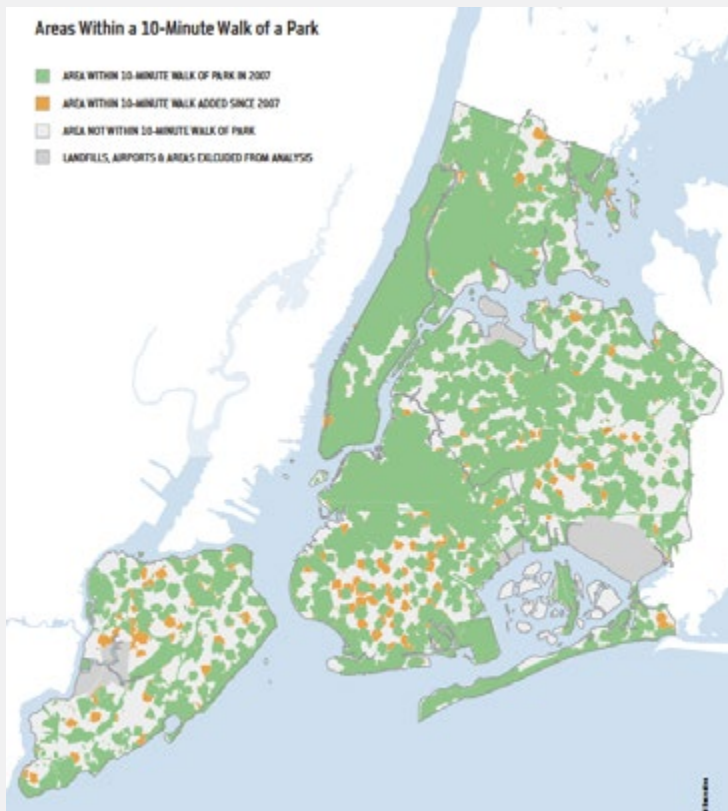 Areas Within a 10-Minute Walk of a Park
AREA WITHIN 10-MINUTE WALK OF PARK IN 2007
AREA WITHIN 10-MINUTE WALK ADDED SINCE 2007
AREA NOT WITHIN 10-MINUTE WALK OF PARK
LANDFILLS, AIRPORTS & AREAS EXLCUDED FROM ANALYSIS